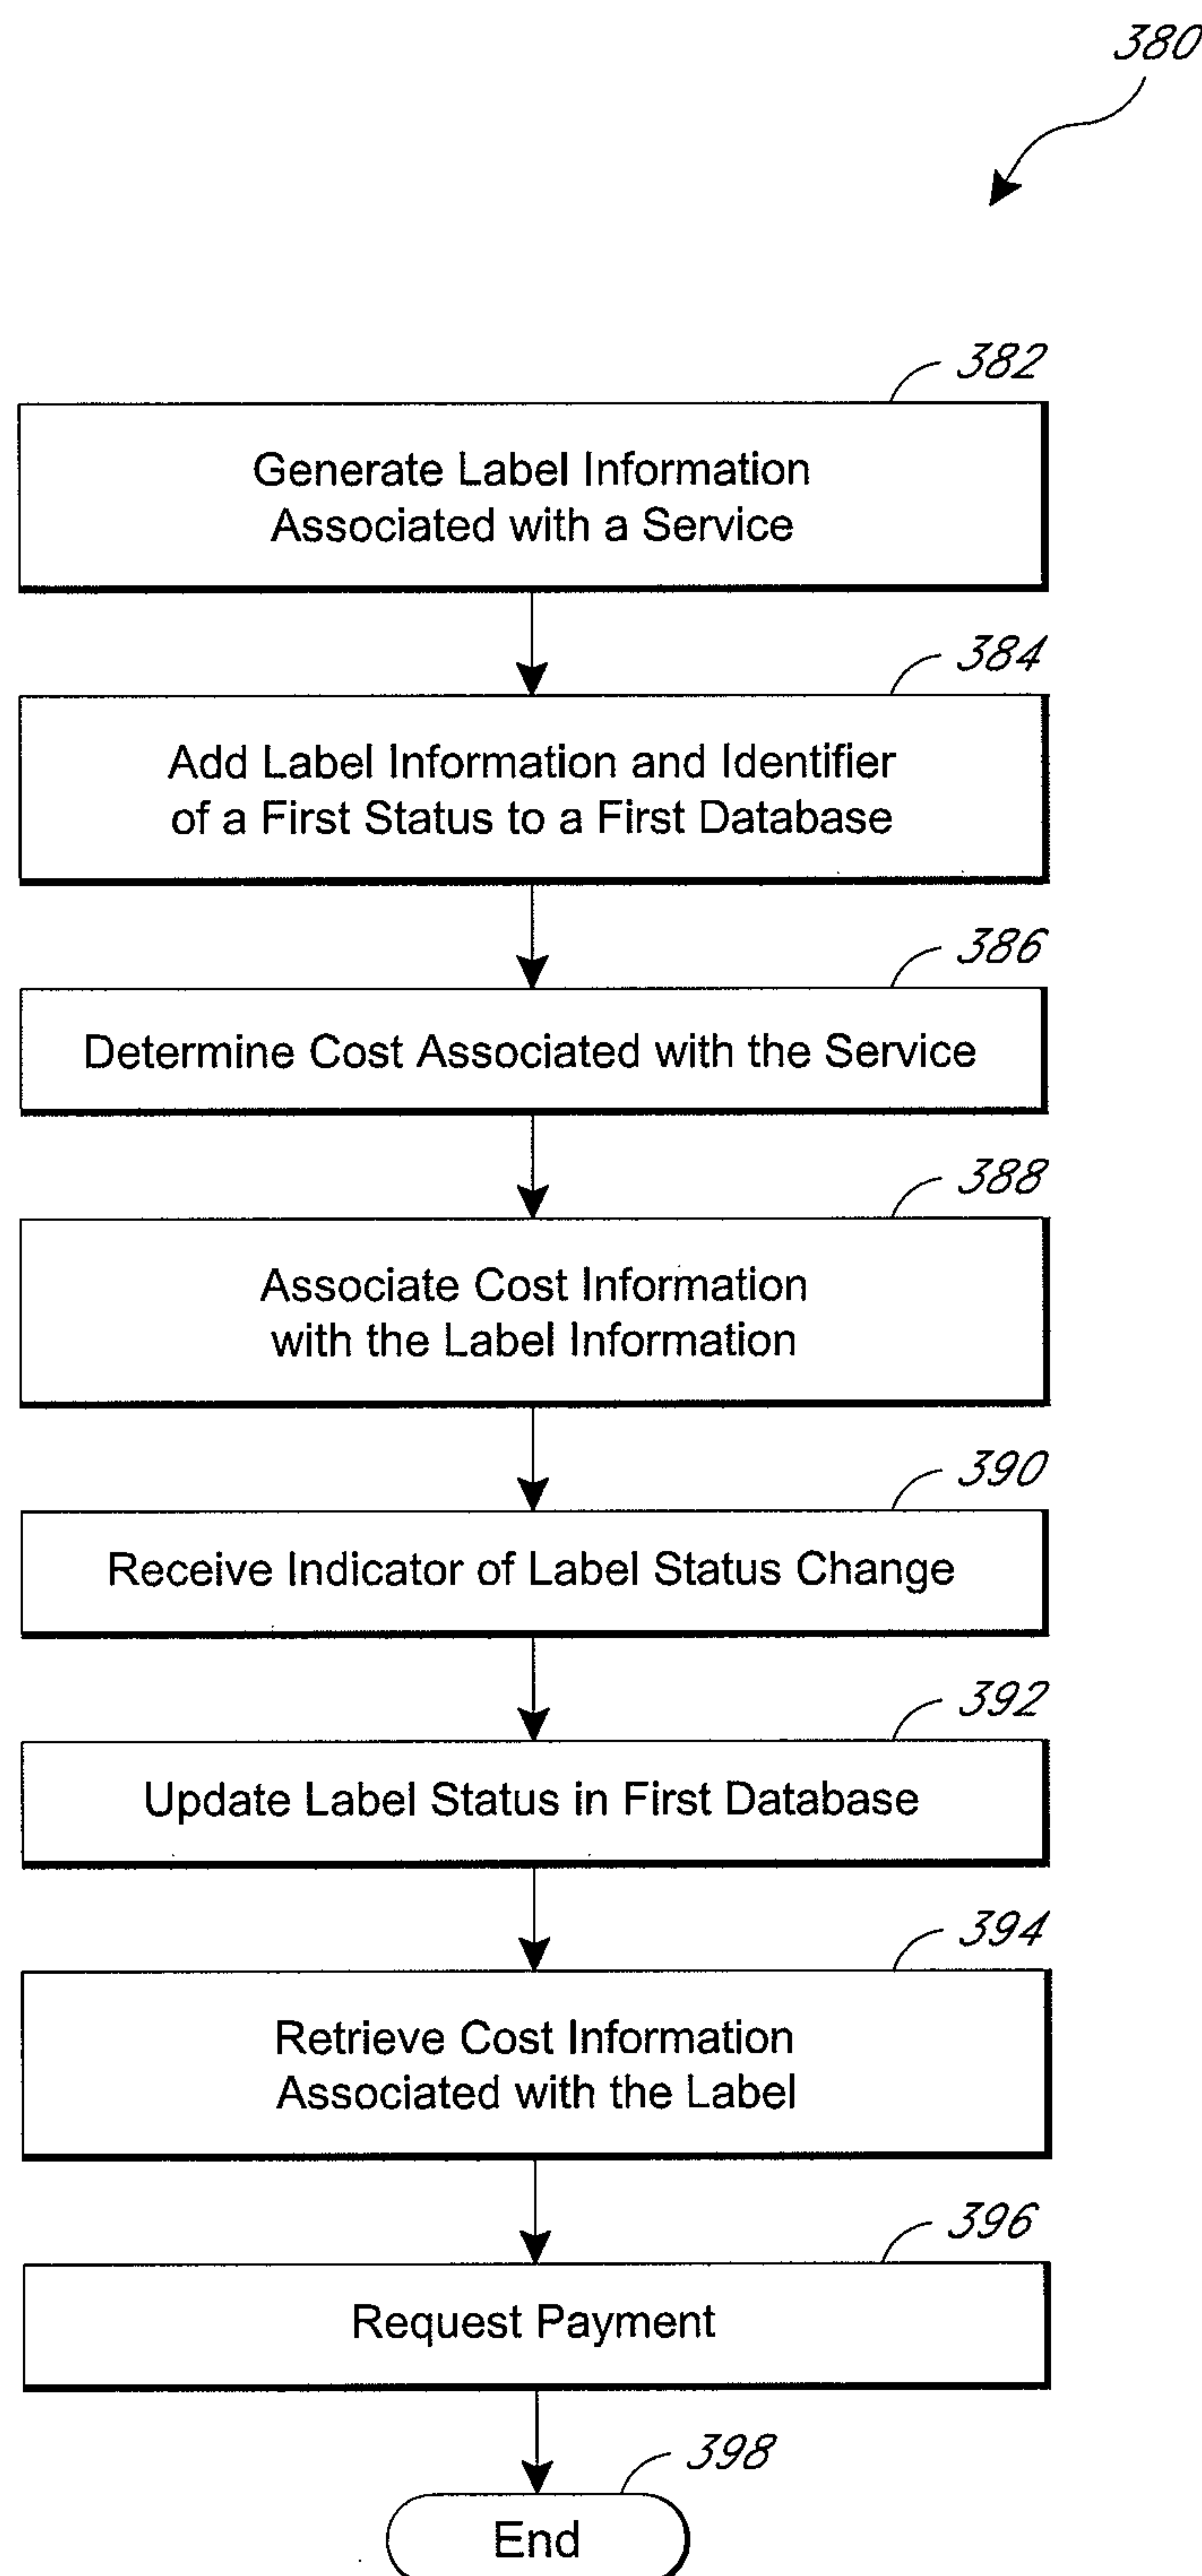 380
382
Generate Label Information
Associated with a Service
384
Add Label Information and Identifier
of a First Status to a First Database
386
Determine Cost Associated with the Service
388
Associate Cost Information
with the Label Information
390
Receive Indicator of Label Status Change
392
Update Label Status in First Database
394
Retrieve Cost Information
Associated with the Label
396
Request Payment
398
End